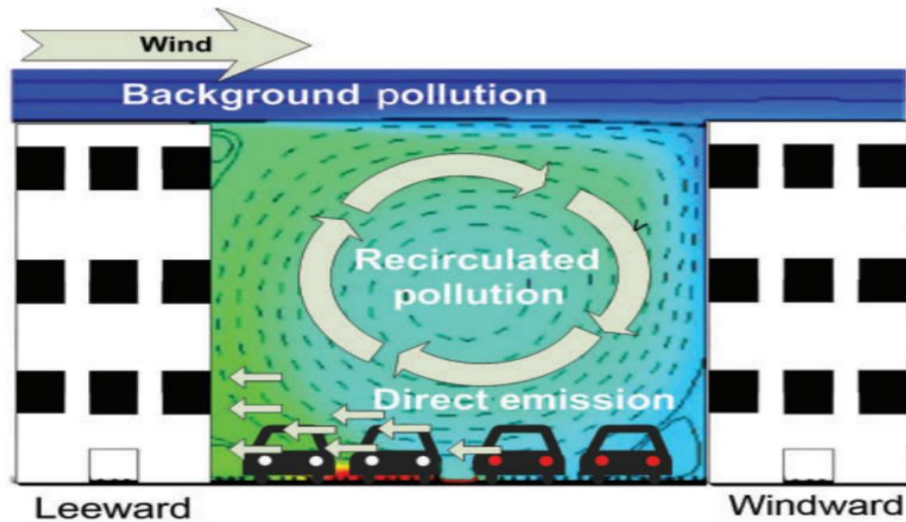 Wind
Background pollution
Recirculated
pollution
Direct emission
Leeward
Windward